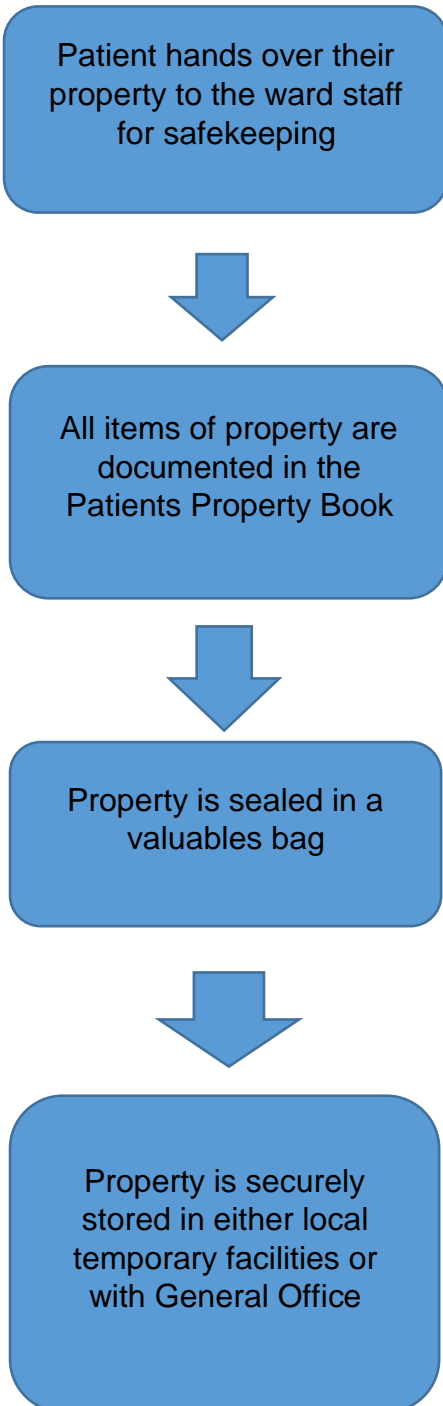 Patient hands over their
property to the ward staff
for safekeeping
All items of property are
documented in the
Patients Property Book
Property is sealed in a
valuables bag
Property is securely
stored in either local
temporary facilities or
with General Office